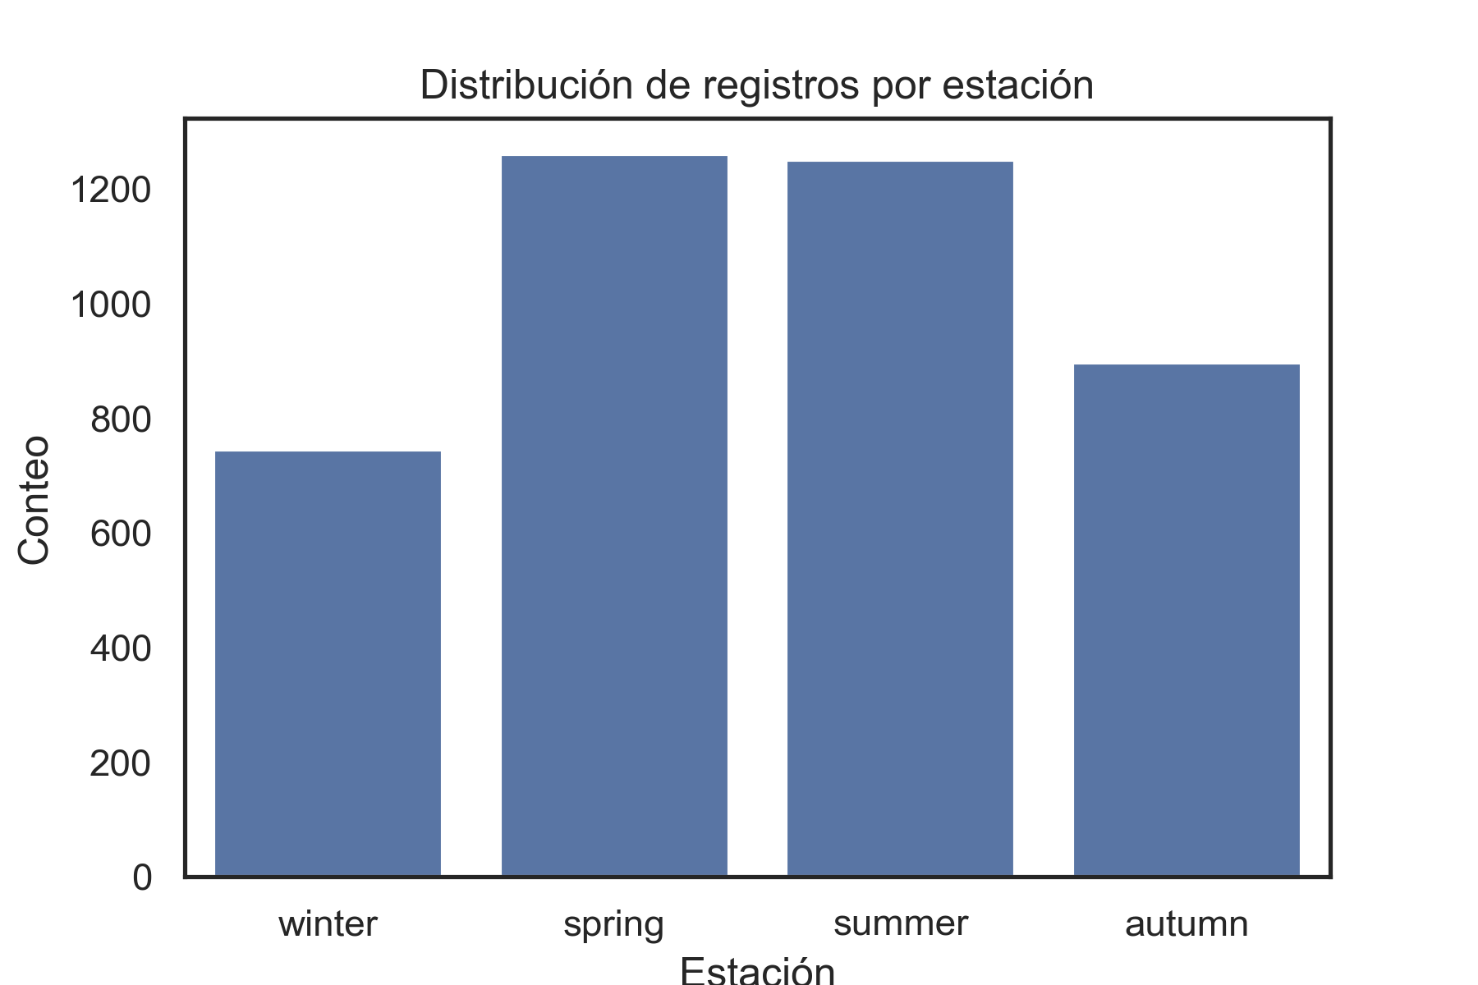 Distribución de registros por estación
1200
1000
800
600
400
200
0
Conteo
winter spring summer autumn
Estación